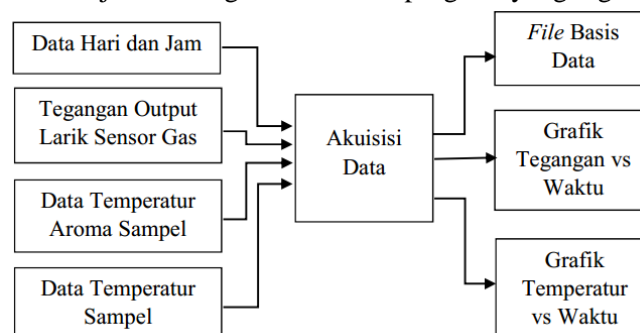 Data Hari dan Jam
Tegangan Output
Larik Sensor Gas
Data Temperatur
Aroma Sampel
Data Temperatur
Sampel
Akuisisi
Data
File Basis
Data
Grafik
Tegangan vs
Waktu
Grafik
Temperatur
vs Waktu